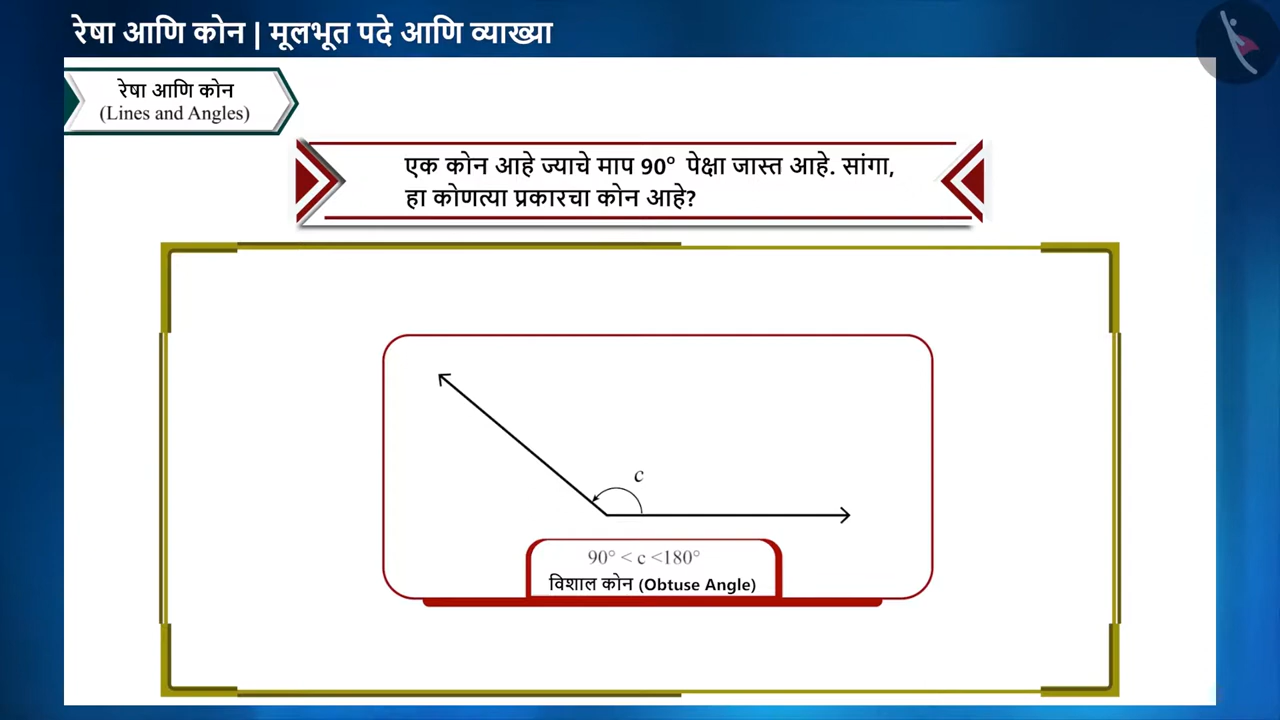 रेषा आणि कोन | मूलभूत पदे आणि व्याख्या
रेषा आणि कोन
(Lines and Angles)
एक कोन आहे ज्याचे माप 90° पेक्षा जास्त आहे. सांगा,
हा कोणत्या प्रकारचा कोन आहे?
c
90° < c <180°
विशाल कोन (Obtuse Angle)